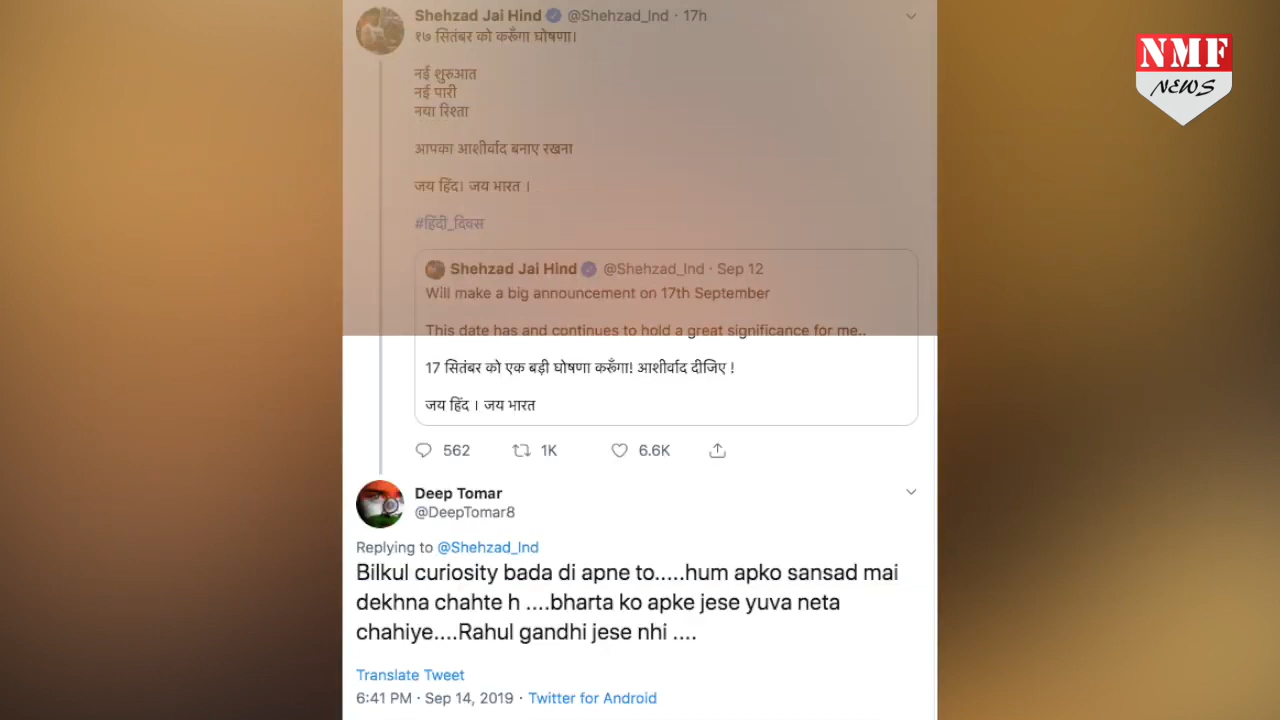 Shehzad Jai Hind @Shehzad_Ind · 17h
१७ सितंबर को करूँगा घोषणा।
नई शुरुआत
नई पारी
नया रिश्ता
आपका आशीर्वाद बनाए रखना
जय हिंद। जय भारत ।
#हिंदी_दिवस
Shehzad Jai Hind @Shehzad_Ind · Sep 12
Will make a big announcement on 17th September
This date has and continues to hold a great significance for me..
17 सितंबर को एक बड़ी घोषणा करूँगा! आशीर्वाद दीजिए !
जय हिंद । जय भारत
562 1K 6.6K
Deep Tomar
@DeepTomar8
Replying to @Shehzad_Ind
Bilkul curiosity bada di apne to.....hum apko sansad mai
dekhna chahte h ....bharta ko apke jese yuva neta
chahiye....Rahul gandhi jese nhi ....
Translate Tweet
6:41 PM · Sep 14, 2019 · Twitter for Android
NMF
NEWS